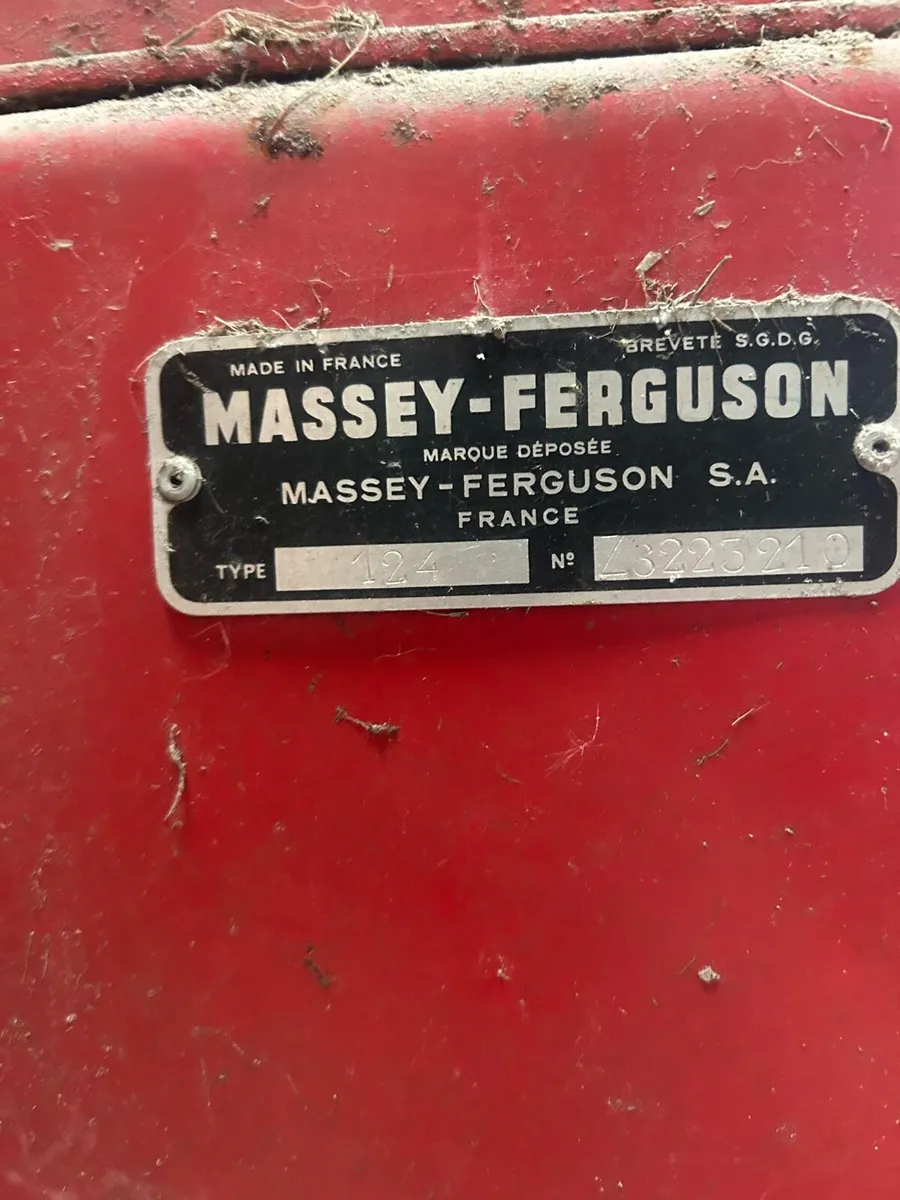 MADE IN FRANCE BREVETÉ S.G.D.G.
MASSEY-FERGUSON
MARQUE DÉPOSÉE
MASSEY-FERGUSON S.A.
FRANCE
TYPE 124 Nº Z3223210